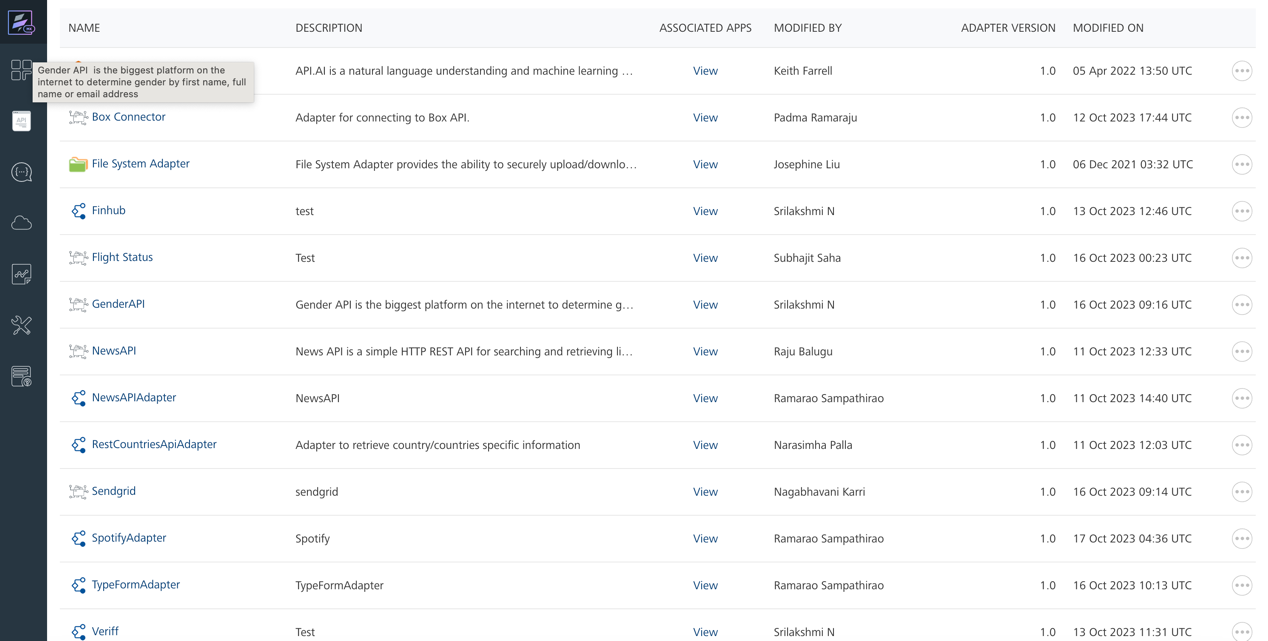 NAME DESCRIPTION ASSOCIATED APPS MODIFIED BY ADAPTER VERSION MODIFIED ON
Gender API is the biggest platform on the
internet to determine gender by first name, full
name or email address
API.AI is a natural language understanding and machine learning … View Keith Farrell 1.0 05 Apr 2022 13:50 UTC
API
Box Connector Adapter for connecting to Box API. View Padma Ramaraju 1.0 12 Oct 2023 17:44 UTC
File System Adapter File System Adapter provides the ability to securely upload/downlo… View Josephine Liu 1.0 06 Dec 2021 03:32 UTC
Finhub test View Srilakshmi N 1.0 13 Oct 2023 12:46 UTC
Flight Status Test View Subhajit Saha 1.0 16 Oct 2023 00:23 UTC
GenderAPI Gender API is the biggest platform on the internet to determine g… View Srilakshmi N 1.0 16 Oct 2023 09:16 UTC
NewsAPI News API is a simple HTTP REST API for searching and retrieving li… View Raju Balugu 1.0 11 Oct 2023 12:33 UTC
NewsAPIAdapter NewsAPI View Ramarao Sampathirao 1.0 11 Oct 2023 14:40 UTC
RestCountriesApiAdapter Adapter to retrieve country/countries specific information View Narasimha Palla 1.0 11 Oct 2023 12:03 UTC
Sendgrid sendgrid View Nagabhavani Karri 1.0 16 Oct 2023 09:14 UTC
SpotifyAdapter Spotify View Ramarao Sampathirao 1.0 17 Oct 2023 04:36 UTC
TypeFormAdapter TypeFormAdapter View Ramarao Sampathirao 1.0 16 Oct 2023 10:13 UTC
Veriff Test View Srilakshmi N 1.0 13 Oct 2023 11:31 UTC